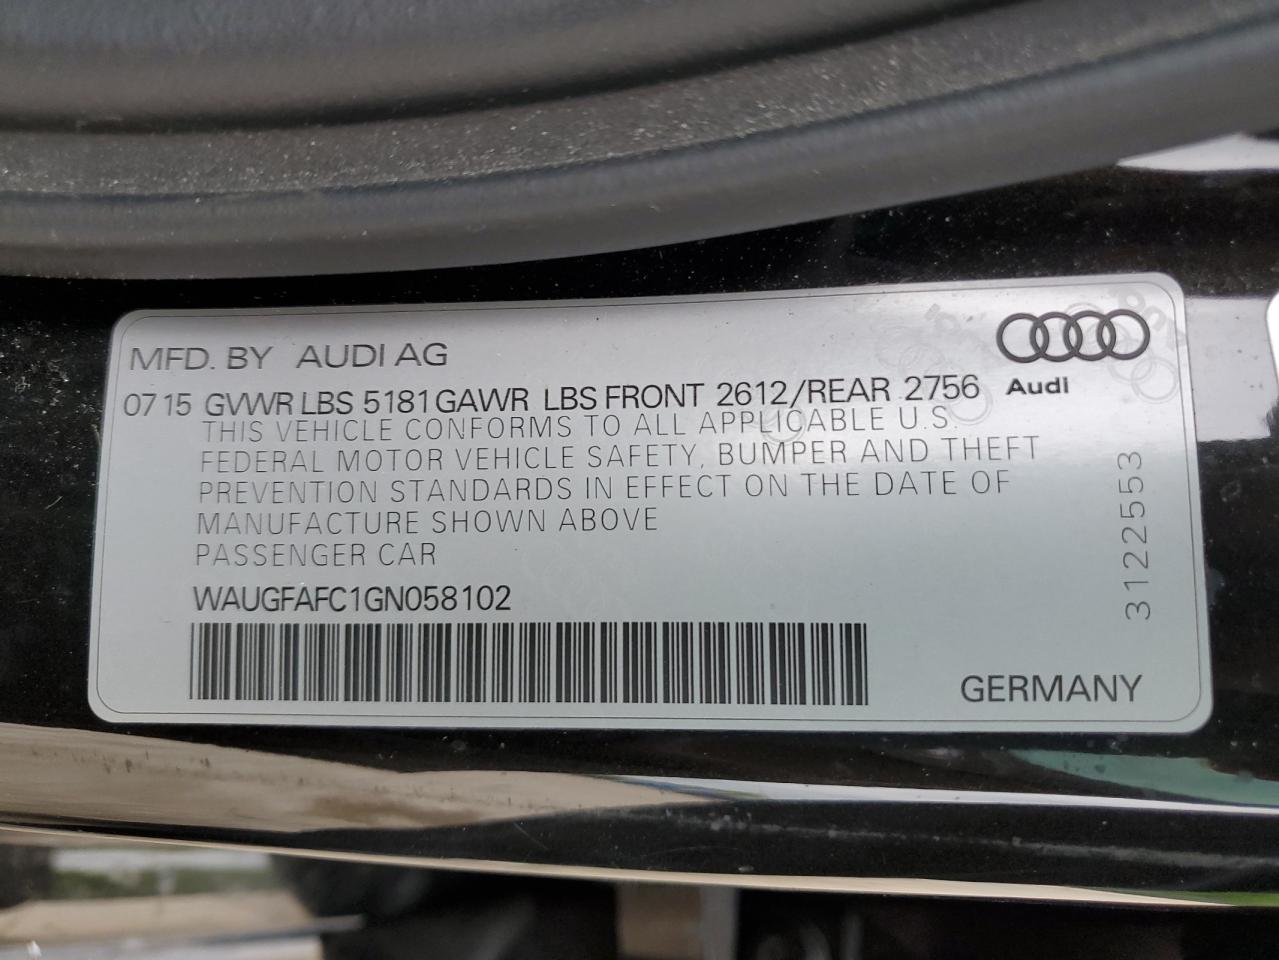 MFD. BY AUDI AG
0715 GVWR LBS 5181 GAWR LBS FRONT 2612/REAR 2756
Audi
THIS VEHICLE CONFORMS TO ALL APPLICABLE U.S.
FEDERAL MOTOR VEHICLE SAFETY, BUMPER AND THEFT
PREVENTION STANDARDS IN EFFECT ON THE DATE OF
MANUFACTURE SHOWN ABOVE
PASSENGER CAR
WAUGFAFC1GN058102
3122553
GERMANY